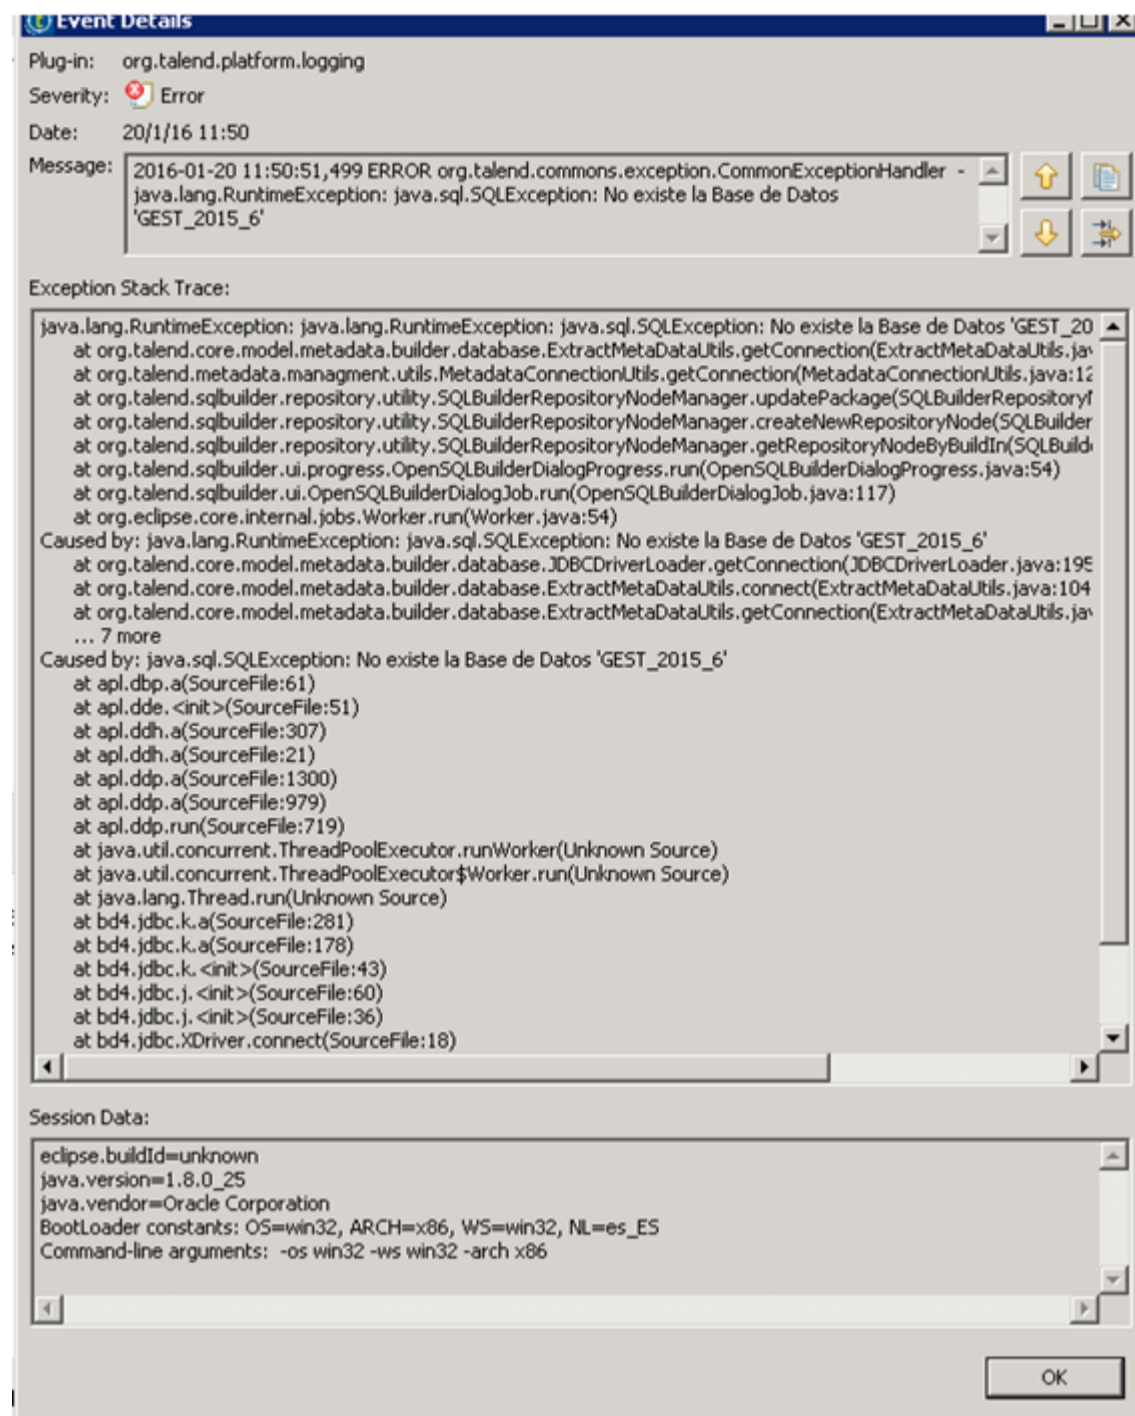 Event Details
Plug-in: org.talend.platform.logging
Severity: Error
Date: 20/1/16 11:50
Message: 2016-01-20 11:50:51,499 ERROR org.talend.commons.exception.CommonExceptionHandler -
java.lang.RuntimeException: java.sql.SQLException: No existe la Base de Datos
'GEST_2015_6'
Exception Stack Trace:
java.lang.RuntimeException: java.lang.RuntimeException: java.sql.SQLException: No existe la Base de Datos 'GEST_20
at org.talend.core.model.metadata.builder.database.ExtractMetaDataUtils.getConnection(ExtractMetaDataUtils.jav
at org.talend.metadata.managment.utils.MetadataConnectionUtils.getConnection(MetadataConnectionUtils.java:12
at org.talend.sqlbuilder.repository.utility.SQLBuilderRepositoryNodeManager.updatePackage(SQLBuilderRepository
at org.talend.sqlbuilder.repository.utility.SQLBuilderRepositoryNodeManager.createNewRepositoryNode(SQLBuilder
at org.talend.sqlbuilder.repository.utility.SQLBuilderRepositoryNodeManager.getRepositoryNodeByBuildIn(SQLBuild
at org.talend.sqlbuilder.ui.progress.OpenSQLBuilderDialogProgress.run(OpenSQLBuilderDialogProgress.java:54)
at org.talend.sqlbuilder.ui.OpenSQLBuilderDialogJob.run(OpenSQLBuilderDialogJob.java:117)
at org.eclipse.core.internal.jobs.Worker.run(Worker.java:54)
Caused by: java.lang.RuntimeException: java.sql.SQLException: No existe la Base de Datos 'GEST_2015_6'
at org.talend.core.model.metadata.builder.database.JDBCDriverLoader.getConnection(JDBCDriverLoader.java:195
at org.talend.core.model.metadata.builder.database.ExtractMetaDataUtils.connect(ExtractMetaDataUtils.java:104
at org.talend.core.model.metadata.builder.database.ExtractMetaDataUtils.getConnection(ExtractMetaDataUtils.jav
... 7 more
Caused by: java.sql.SQLException: No existe la Base de Datos 'GEST_2015_6'
at apl.dbp.a(SourceFile:61)
at apl.dde.<init>(SourceFile:51)
at apl.ddh.a(SourceFile:307)
at apl.ddh.a(SourceFile:21)
at apl.ddp.a(SourceFile:1300)
at apl.ddp.a(SourceFile:979)
at apl.ddp.run(SourceFile:719)
at java.util.concurrent.ThreadPoolExecutor.runWorker(Unknown Source)
at java.util.concurrent.ThreadPoolExecutor$Worker.run(Unknown Source)
at java.lang.Thread.run(Unknown Source)
at bd4.jdbc.k.a(SourceFile:281)
at bd4.jdbc.k.a(SourceFile:178)
at bd4.jdbc.k.<init>(SourceFile:43)
at bd4.jdbc.j.<init>(SourceFile:60)
at bd4.jdbc.j.<init>(SourceFile:36)
at bd4.jdbc.XDriver.connect(SourceFile:18)
Session Data:
eclipse.buildId=unknown
java.version=1.8.0_25
java.vendor=Oracle Corporation
BootLoader constants: OS=win32, ARCH=x86, WS=win32, NL=es_ES
Command-line arguments: -os win32 -ws win32 -arch x86
OK